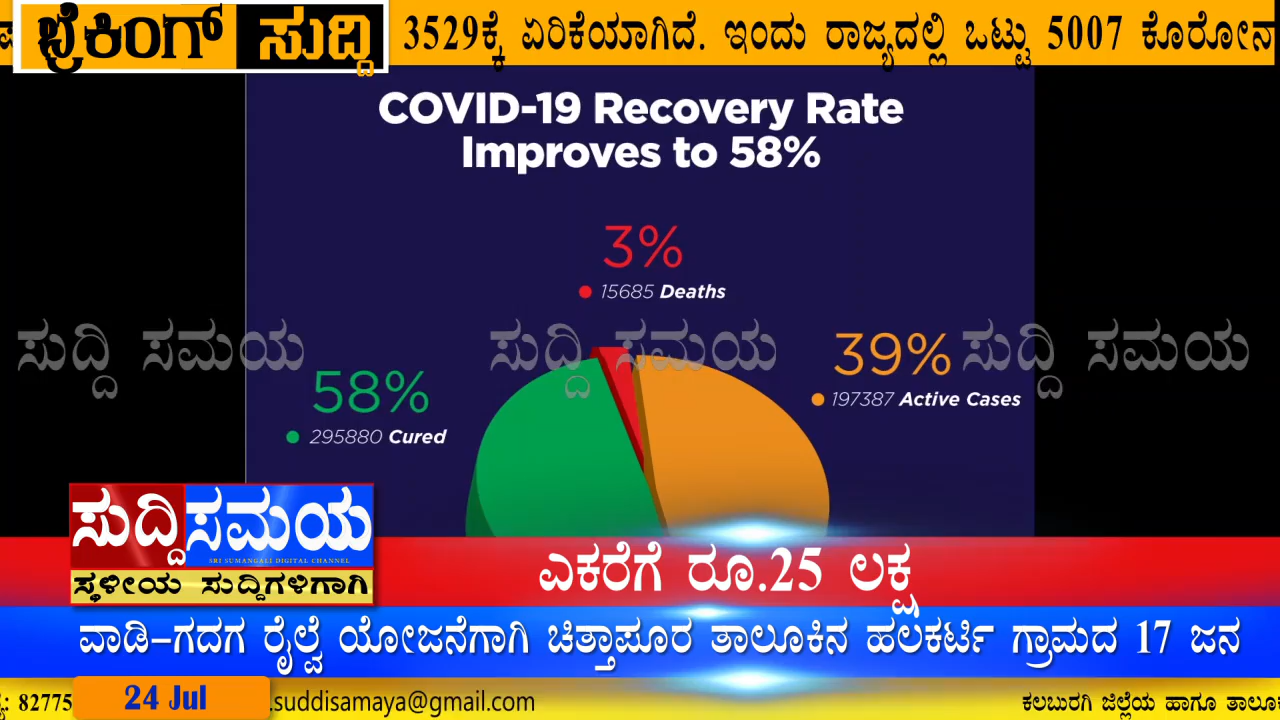 ಬ್ರೇಕಿಂಗ್ ಸುದ್ದಿ
3529ಕ್ಕೆ ಏರಿಕೆಯಾಗಿದೆ. ಇಂದು ರಾಜ್ಯದಲ್ಲಿ ಒಟ್ಟು 5007 ಕೊರೋನ
COVID-19 Recovery Rate
Improves to 58%
3%
15685 Deaths
ಸುದ್ದಿ ಸಮಯ ಸುದ್ದಿ ಸಮಯ ಸುದ್ದಿ ಸಮಯ
39%
197387 Active Cases
58%
295880 Cured
ಸುದ್ದಿ ಸಮಯ
SRI SUMANGALI DIGITAL CHANNEL
ಸ್ಥಳೀಯ ಸುದ್ದಿಗಳಿಗಾಗಿ
ಎಕರೆಗೆ ರೂ.25 ಲಕ್ಷ
ವಾಡಿ-ಗದಗ ರೈಲ್ವೆ ಯೋಜನೆಗಾಗಿ ಚಿತ್ತಾಪೂರ ತಾಲೂಕಿನ ಹಲಕರ್ಟಿ ಗ್ರಾಮದ 17 ಜನ
: 82775
24 Jul
.suddisamaya@gmail.com
ಕಲಬುರಗಿ ಜಿಲ್ಲೆಯ ಹಾಗೂ ತಾಲೂಕ